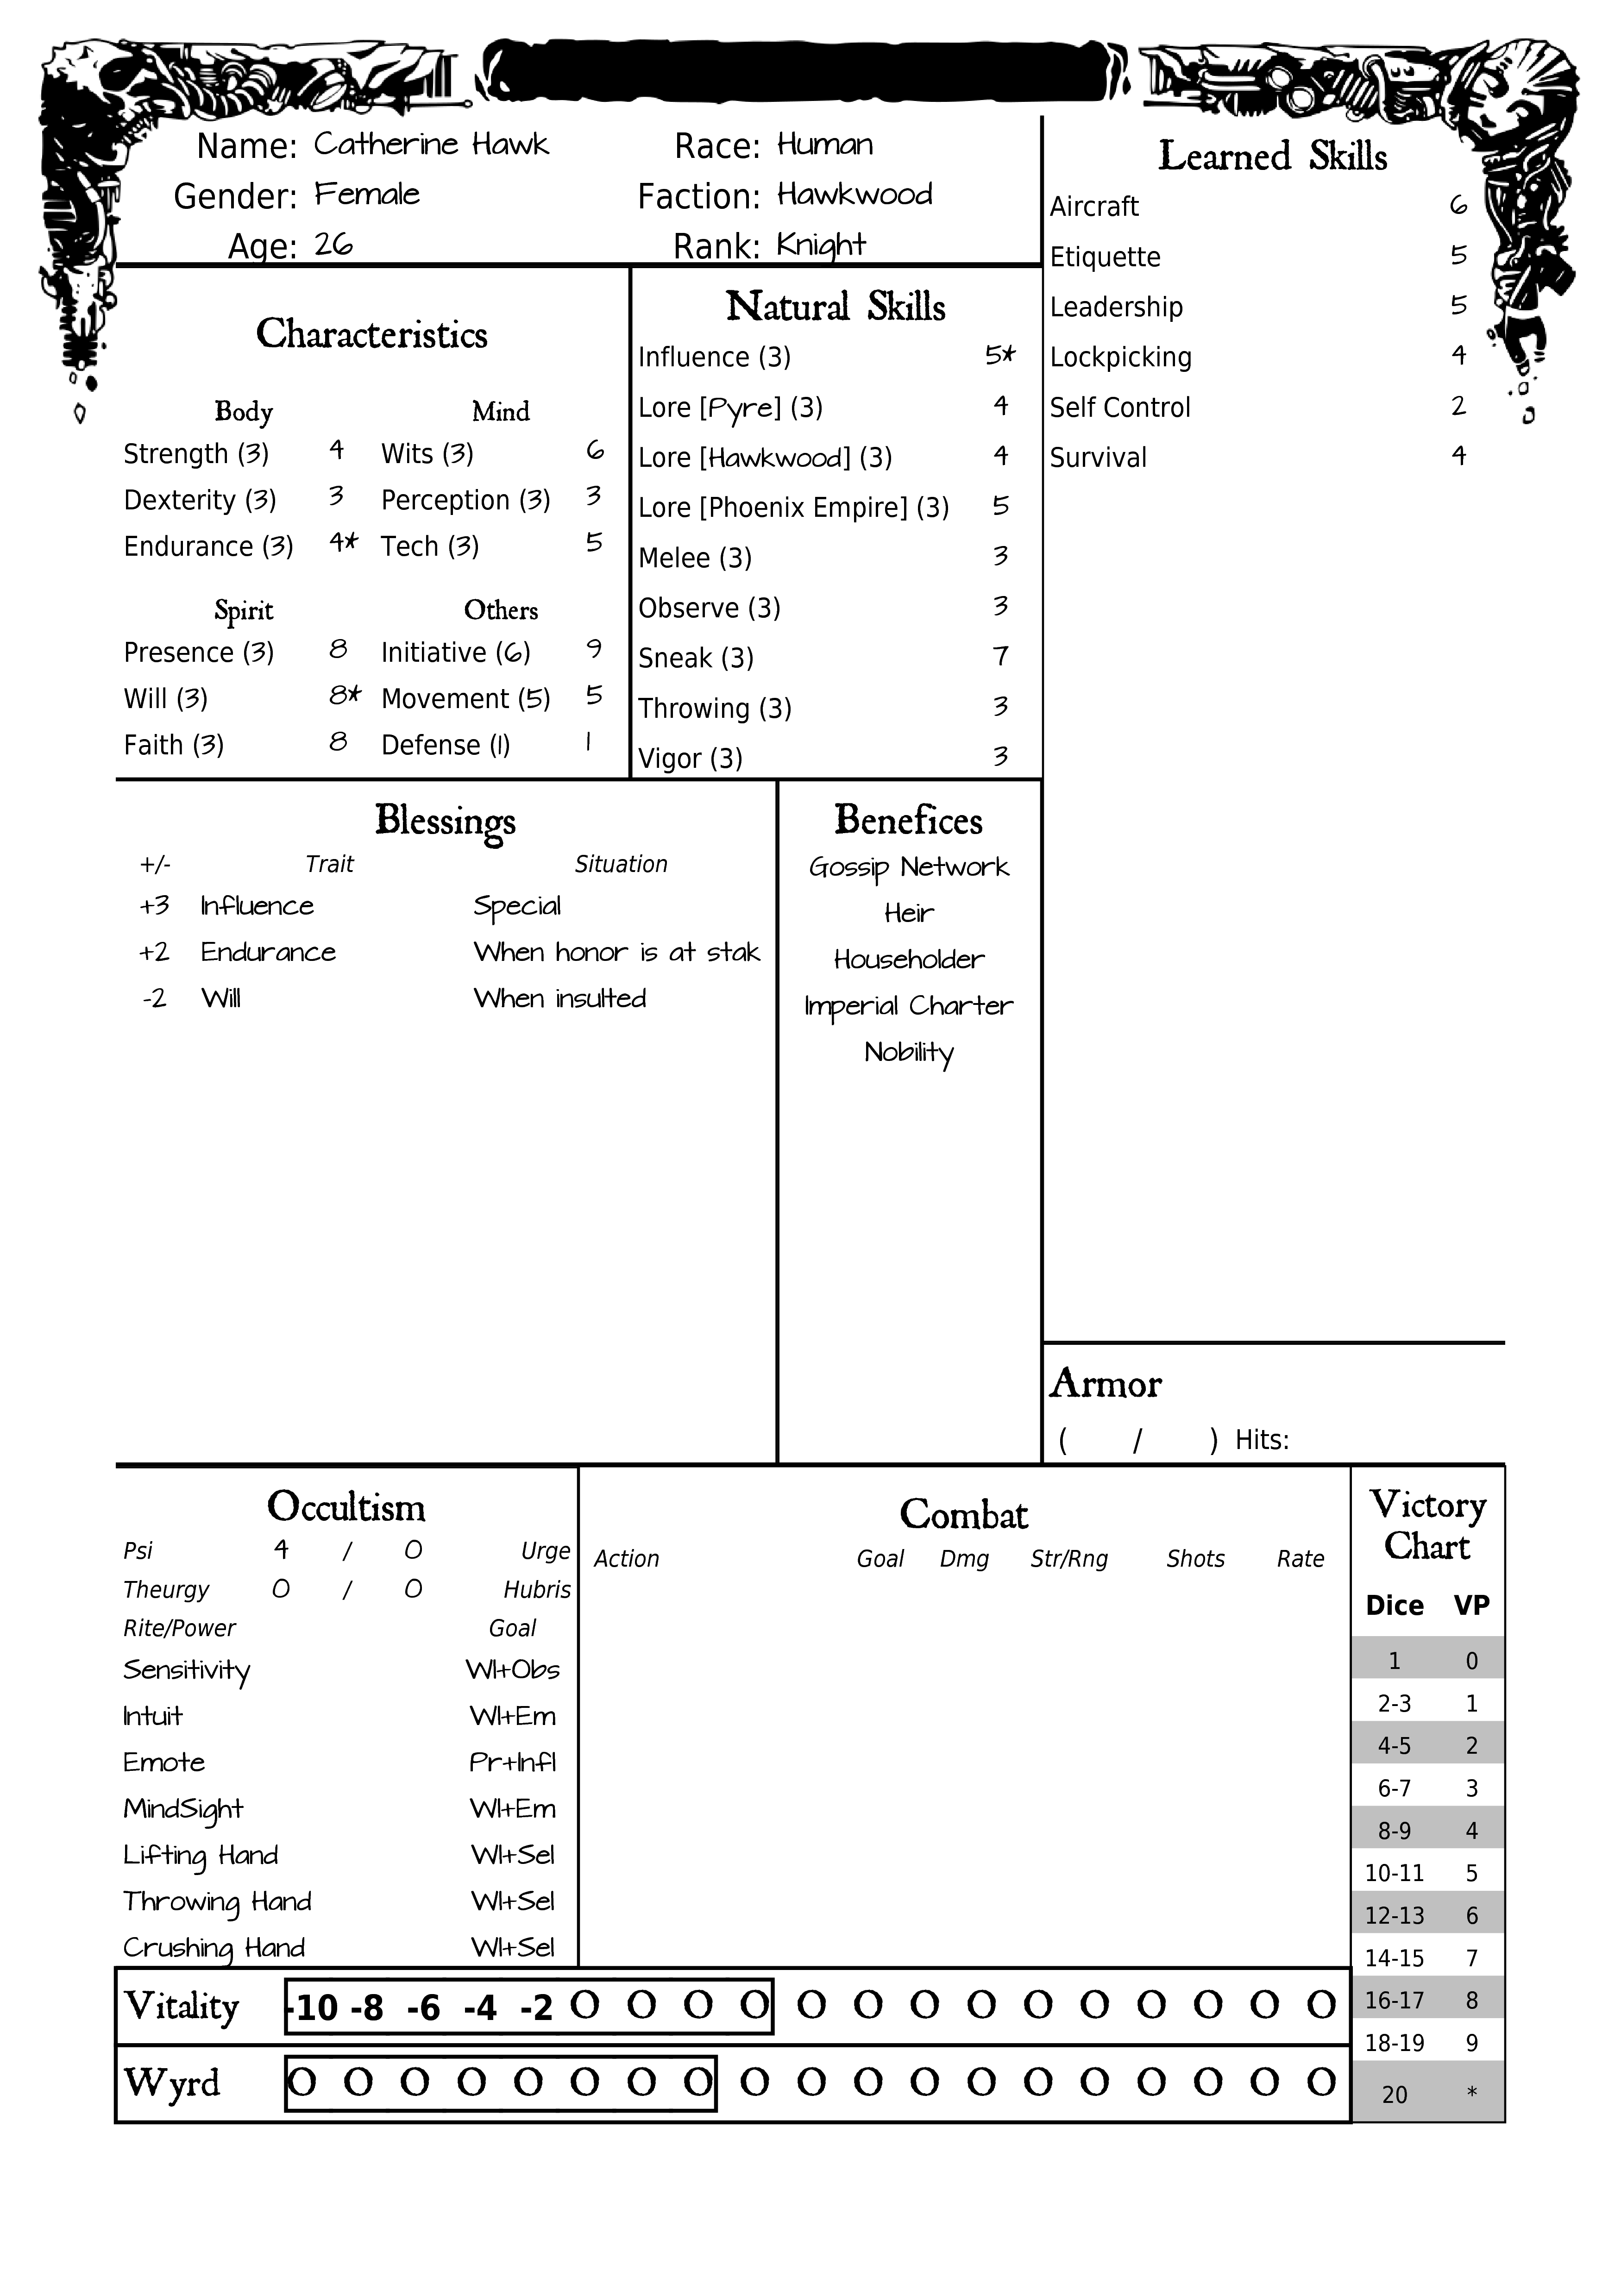 Name: Catherine Hawk Race: Human
Gender: Female Faction: Hawkwood
Age: 26 Rank: Knight
Characteristics
Body Mind
Strength (3) 4 Wits (3) 6
Dexterity (3) 3 Perception (3) 3
Endurance (3) 4* Tech (3) 5
Spirit Others
Presence (3) 8 Initiative (6) 9
Will (3) 8* Movement (5) 5
Faith (3) 8 Defense (1) 1
Natural Skills
Influence (3) 5*
Lore [Pyre] (3) 4
Lore [Hawkwood] (3) 4
Lore [Phoenix Empire] (3) 5
Melee (3) 3
Observe (3) 3
Sneak (3) 7
Throwing (3) 3
Vigor (3) 3
Learned Skills
Aircraft 6
Etiquette 5
Leadership 5
Lockpicking 4
Self Control 2
Survival 4
Blessings
+/- Trait Situation
+3 Influence Special
+2 Endurance When honor is at stak
-2 Will When insulted
Benefices
Gossip Network
Heir
Householder
Imperial Charter
Nobility
Armor
( / ) Hits:
Occultism
Psi 4 / 0 Urge
Theurgy 0 / 0 Hubris
Rite/Power Goal
Sensitivity Wl+Obs
Intuit Wl+Em
Emote Pr+Infl
MindSight Wl+Em
Lifting Hand Wl+Sel
Throwing Hand Wl+Sel
Crushing Hand Wl+Sel
Combat
Action Goal Dmg Str/Rng Shots Rate
Victory
Chart
Dice VP
1 0
2-3 1
4-5 2
6-7 3
8-9 4
10-11 5
12-13 6
14-15 7
16-17 8
18-19 9
20 *
Vitality -10 -8 -6 -4 -2 O O O O O O O O O O O O O O
Wyrd O O O O O O O O O O O O O O O O O O O